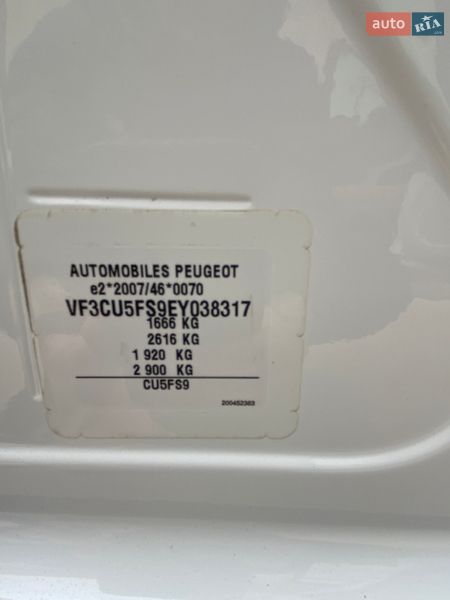 auto RIA
.com
AUTOMOBILES PEUGEOT
e2*2007/46*0070
VF3CU5FS9EY038317
1666 KG
2616 KG
1 920 KG
2 900 KG
CU5FS9
200452383